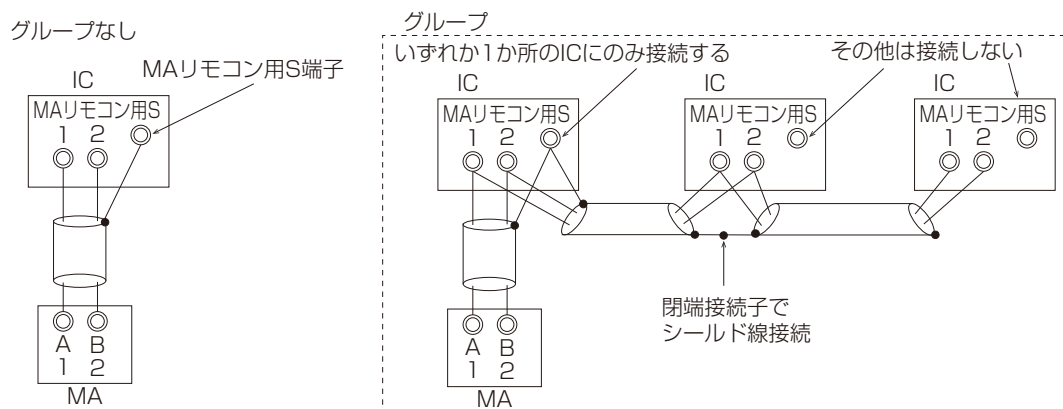 グループなし
MAリモコン用S端子
IC
MAリモコン用S
1 2
A B
1 2
MA
グループ
いずれか1か所のICにのみ接続する
その他は接続しない
IC
MAリモコン用S
1 2
IC
MAリモコン用S
1 2
IC
MAリモコン用S
1 2
閉端接続子で
シールド線接続
A B
1 2
MA